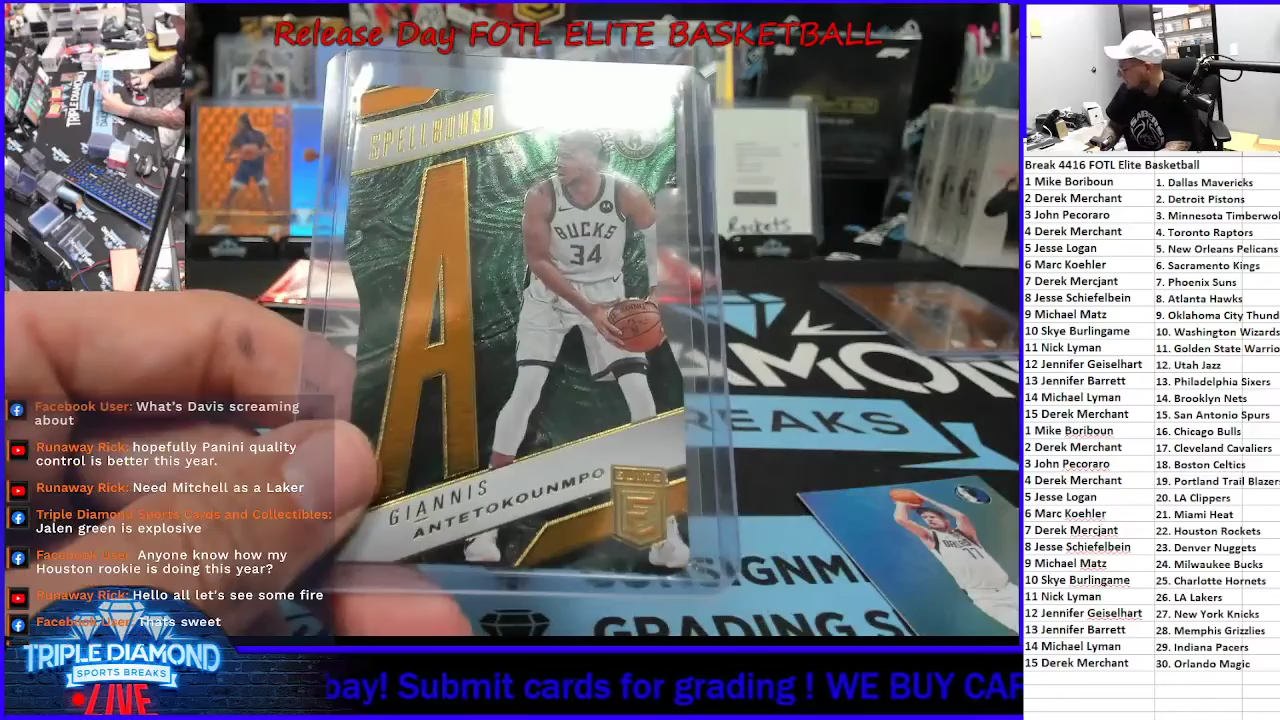 Release Day FOTL ELITE BASKETBALL
SPELLBOUND
A
BUCKS
34
GIANNIS
ANTETOKOUNMPO
ELITE
E
Rockets
BREAKS
GRADING S
77
TRIPLE DIAMOND
Facebook User: What's Davis screaming
about
Runaway Rick: hopefully Panini quality
control is better this year.
Runaway Rick: Need Mitchell as a Laker
Triple Diamond Sports Cards and Collectibles:
Jalen green is explosive
Facebook User: Anyone know how my
Houston rookie is doing this year?
Runaway Rick: Hello all let's see some fire
Facebook User: Thats sweet
TRIPLE DIAMOND
SPORTS BREAKS
LIVE
bay! Submit cards for grading ! WE BUY CA
Break 4416 FOTL Elite Basketball
1 Mike Boriboun 1. Dallas Mavericks
2 Derek Merchant 2. Detroit Pistons
3 John Pecoraro 3. Minnesota Timberwo
4 Derek Merchant 4. Toronto Raptors
5 Jesse Logan 5. New Orleans Pelicans
6 Marc Koehler 6. Sacramento Kings
7 Derek Mercjant 7. Phoenix Suns
8 Jesse Schiefelbein 8. Atlanta Hawks
9 Michael Matz 9. Oklahoma City Thund
10 Skye Burlingame 10. Washington Wizards
11 Nick Lyman 11. Golden State Warrio
12 Jennifer Geiselhart 12. Utah Jazz
13 Jennifer Barrett 13. Philadelphia Sixers
14 Michael Lyman 14. Brooklyn Nets
15 Derek Merchant 15. San Antonio Spurs
1 Mike Boriboun 16. Chicago Bulls
2 Derek Merchant 17. Cleveland Cavaliers
3 John Pecoraro 18. Boston Celtics
4 Derek Merchant 19. Portland Trail Blazers
5 Jesse Logan 20. LA Clippers
6 Marc Koehler 21. Miami Heat
7 Derek Mercjant 22. Houston Rockets
8 Jesse Schiefelbein 23. Denver Nuggets
9 Michael Matz 24. Milwaukee Bucks
10 Skye Burlingame 25. Charlotte Hornets
11 Nick Lyman 26. LA Lakers
12 Jennifer Geiselhart 27. New York Knicks
13 Jennifer Barrett 28. Memphis Grizzlies
14 Michael Lyman 29. Indiana Pacers
15 Derek Merchant 30. Orlando Magic